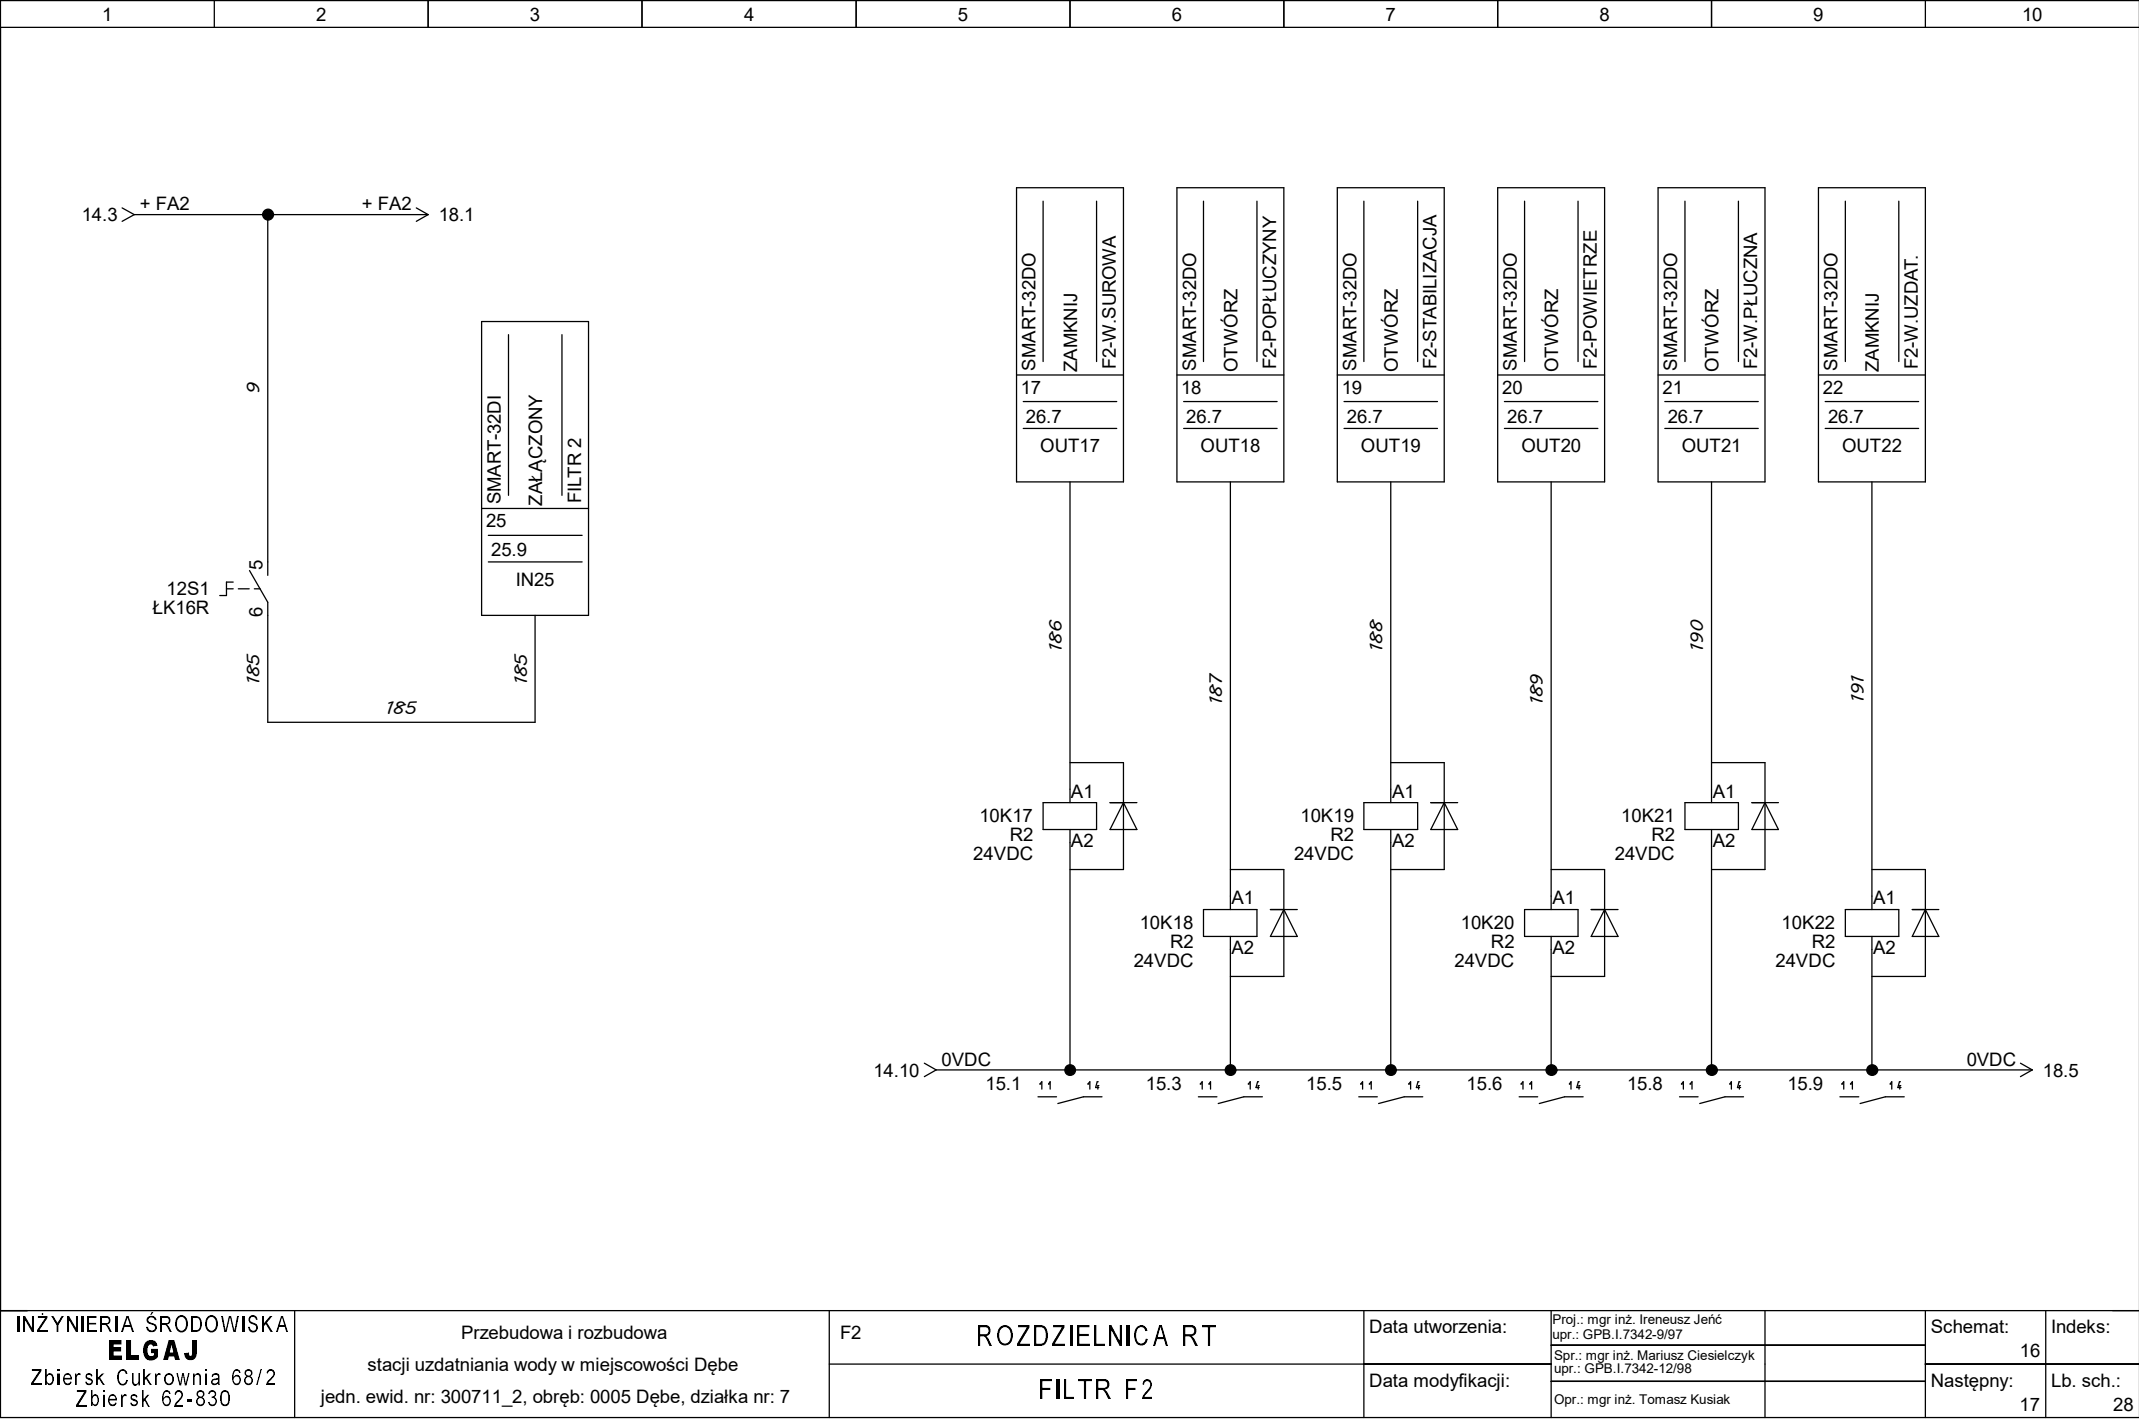 1 2 3 4 5 6 7 8 9 10
14.3 + FA2 + FA2 18.1
9
12S1
ŁK16R
5
6
185
185
185
SMART-32DI
ZAŁĄCZONY
FILTR 2
25
25.9
IN25
SMART-32DO
ZAMKNIJ
F2-W.SUROWA
17
26.7
OUT17
SMART-32DO
OTWÓRZ
F2-POPŁUCZYNY
18
26.7
OUT18
SMART-32DO
OTWÓRZ
F2-STABILIZACJA
19
26.7
OUT19
SMART-32DO
OTWÓRZ
F2-POWIETRZE
20
26.7
OUT20
SMART-32DO
OTWÓRZ
F2-W.PŁUCZNA
21
26.7
OUT21
SMART-32DO
ZAMKNIJ
F2-W.UZDAT.
22
26.7
OUT22
186
187
188
189
190
191
10K17
R2
24VDC
A1
A2
10K18
R2
24VDC
A1
A2
10K19
R2
24VDC
A1
A2
10K20
R2
24VDC
A1
A2
10K21
R2
24VDC
A1
A2
10K22
R2
24VDC
A1
A2
14.10 0VDC 0VDC 18.5
15.1 11 14 15.3 11 14 15.5 11 14 15.6 11 14 15.8 11 14 15.9 11 14
INŻYNIERIA ŚRODOWISKA
ELGAJ
Zbiersk Cukrownia 68/2
Zbiersk 62-830
Przebudowa i rozbudowa
stacji uzdatniania wody w miejscowości Dębe
jedn. ewid. nr: 300711_2, obręb: 0005 Dębe, działka nr: 7
F2
ROZDZIELNICA RT
FILTR F2
Data utworzenia:
Data modyfikacji:
Proj.: mgr inż. Ireneusz Jeńć
upr.: GPB.I.7342-9/97
Spr.: mgr inż. Mariusz Ciesielczyk
upr.: GPB.I.7342-12/98
Opr.: mgr inż. Tomasz Kusiak
Schemat:
16
Indeks:
Następny:
17
Lb. sch.:
28